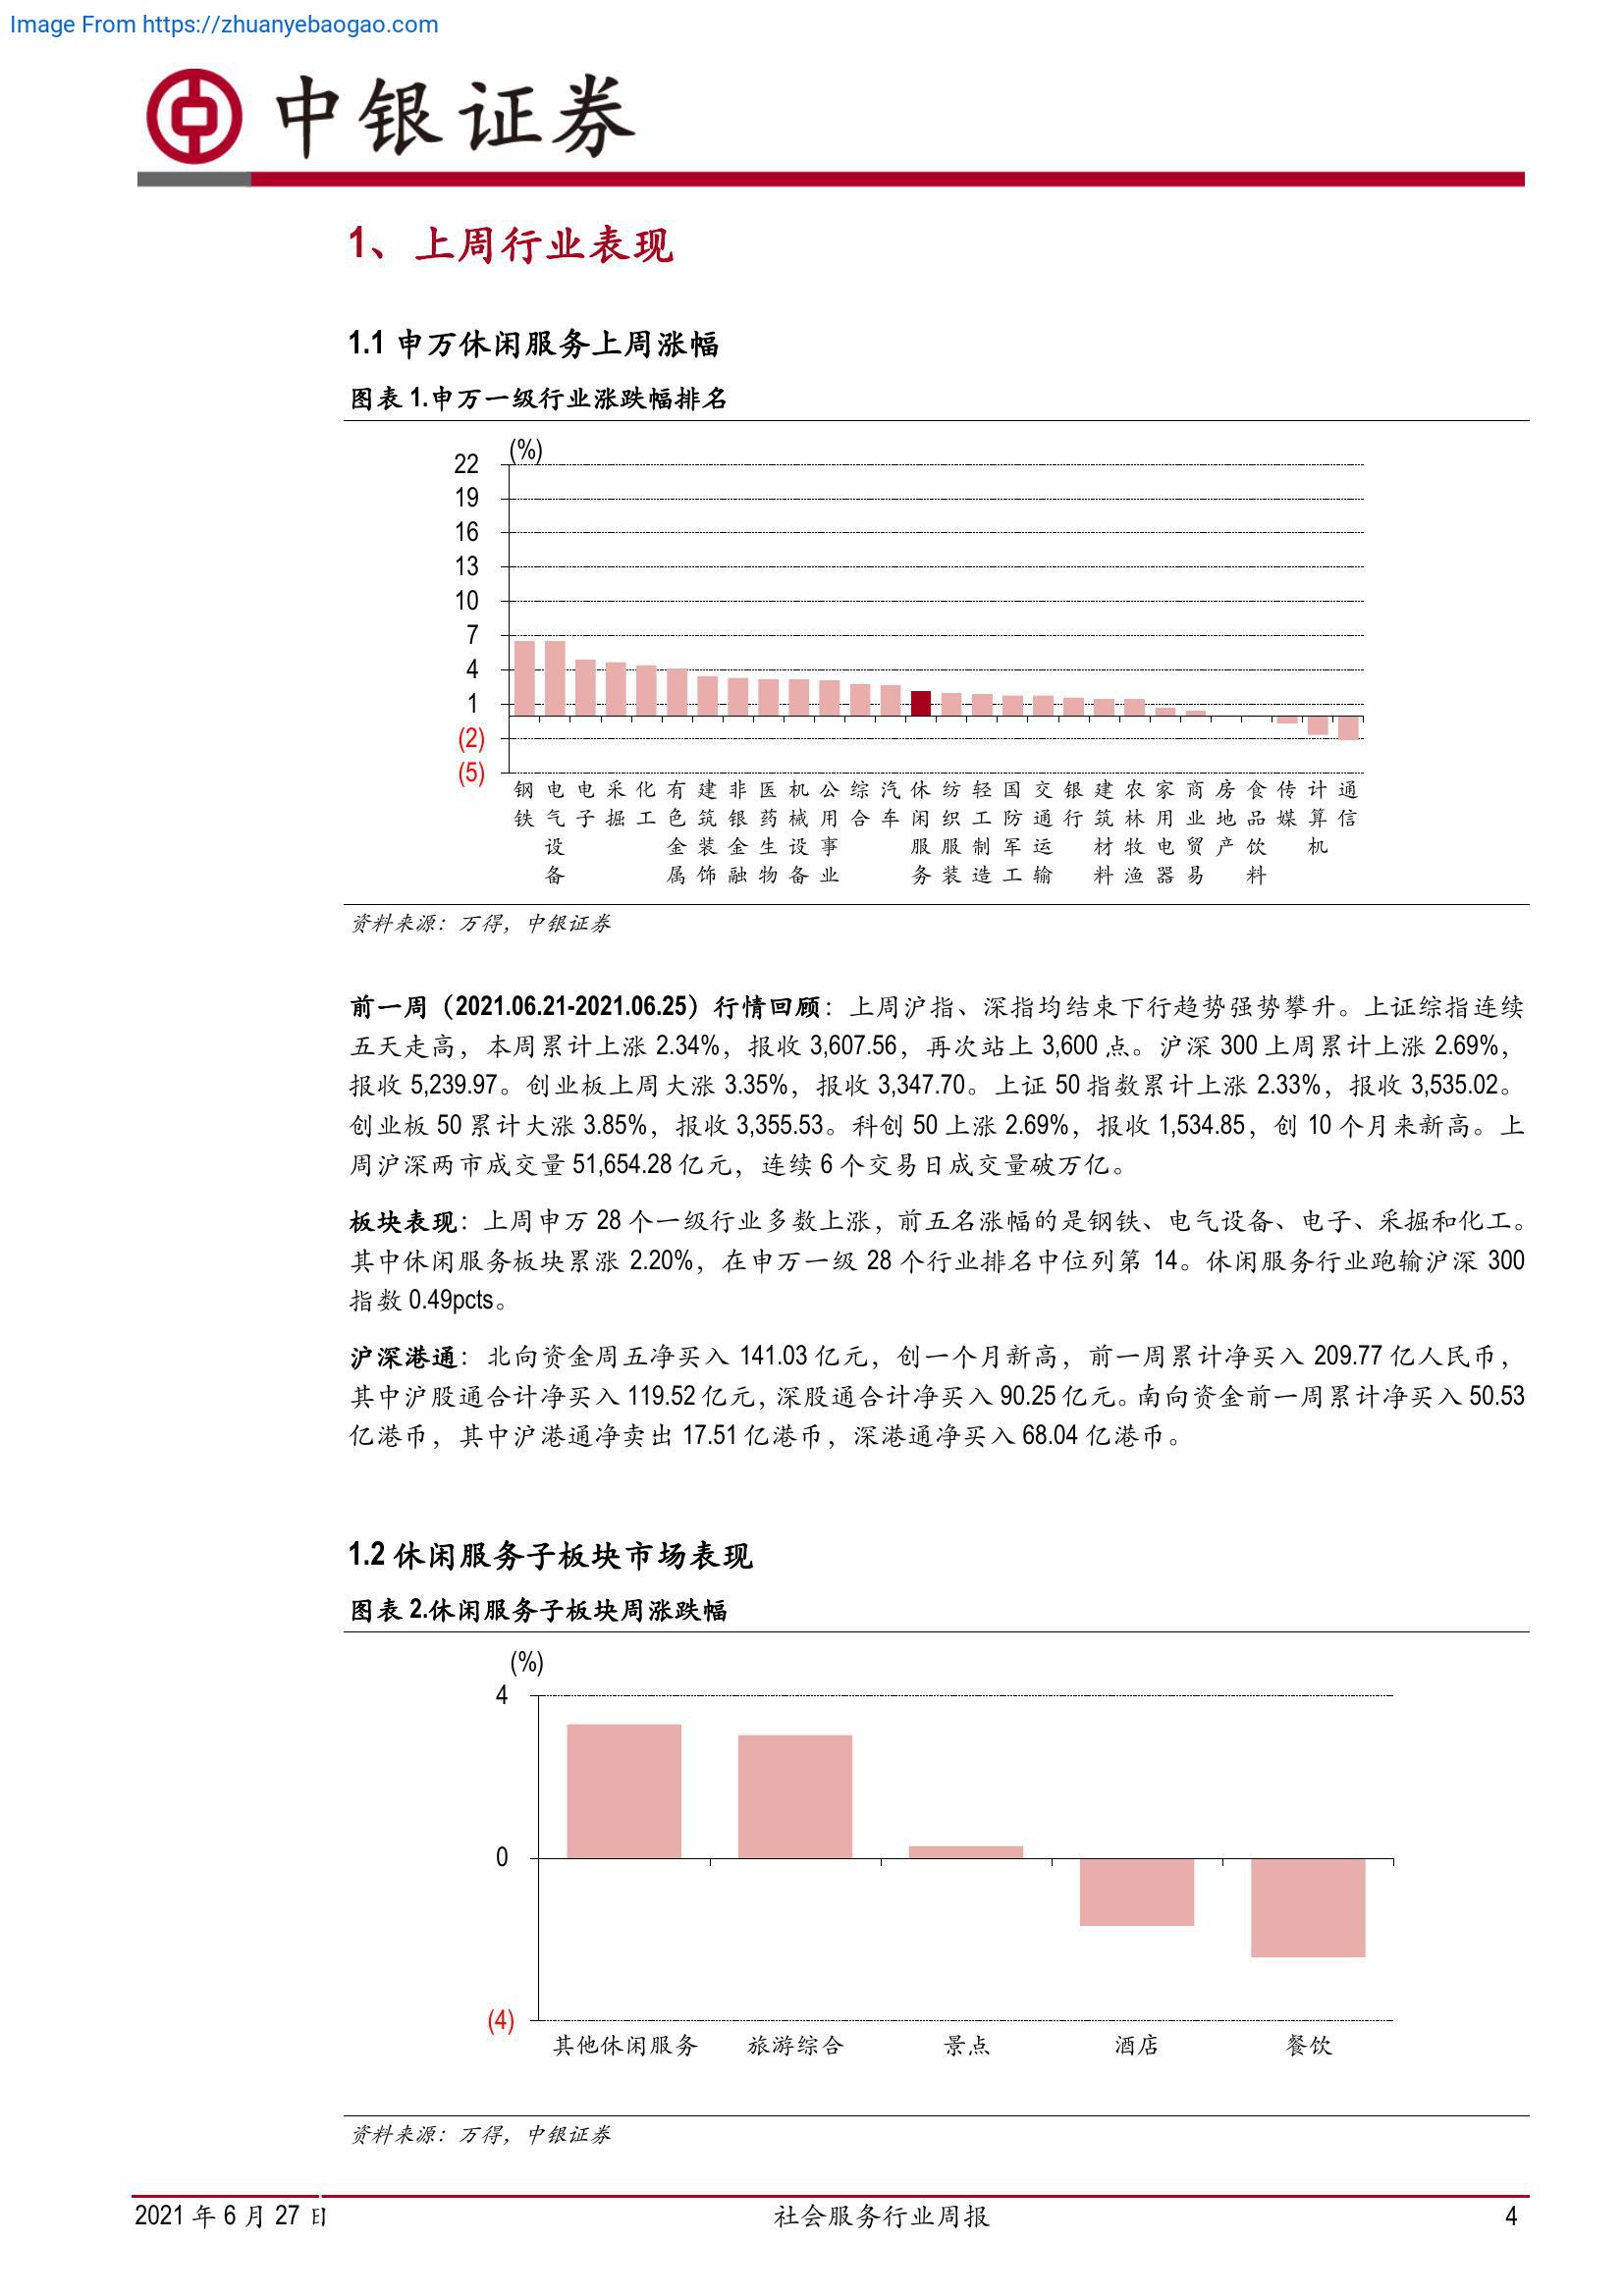 Image From https://zhuanyebaogao.com
中银证券
1、上周行业表现
1.1 申万休闲服务上周涨幅
图表 1.申万一级行业涨跌幅排名
(%)
22
19
16
13
10
7
4
1
(2)
(5)
钢铁 电气设备 电子 采掘 化工 有色金属 建筑装饰 非银金融 医药生物 机械设备 公用事业 综合 汽车 休闲服务 纺织服装 轻工制造 国防军工 交通运输 银行 建筑材料 农林牧渔 家用电器 商业贸易 房地产 食品饮料 传媒 计算机 通信
资料来源：万得，中银证券
前一周（2021.06.21-2021.06.25）行情回顾：上周沪指、深指均结束下行趋势强势攀升。上证综指连续
五天走高，本周累计上涨 2.34%，报收 3,607.56，再次站上 3,600 点。沪深 300 上周累计上涨 2.69%，
报收 5,239.97。创业板上周大涨 3.35%，报收 3,347.70。上证 50 指数累计上涨 2.33%，报收 3,535.02。
创业板 50 累计大涨 3.85%，报收 3,355.53。科创 50 上涨 2.69%，报收 1,534.85，创 10 个月来新高。上
周沪深两市成交量 51,654.28 亿元，连续 6 个交易日成交量破万亿。
板块表现：上周申万 28 个一级行业多数上涨，前五名涨幅的是钢铁、电气设备、电子、采掘和化工。
其中休闲服务板块累涨 2.20%，在申万一级 28 个行业排名中位列第 14。休闲服务行业跑输沪深 300
指数 0.49pcts。
沪深港通：北向资金周五净买入 141.03 亿元，创一个月新高，前一周累计净买入 209.77 亿人民币，
其中沪股通合计净买入 119.52 亿元，深股通合计净买入 90.25 亿元。南向资金前一周累计净买入 50.53
亿港币，其中沪港通净卖出 17.51 亿港币，深港通净买入 68.04 亿港币。
1.2 休闲服务子板块市场表现
图表 2.休闲服务子板块周涨跌幅
(%)
4
0
(4)
其他休闲服务 旅游综合 景点 酒店 餐饮
资料来源：万得，中银证券
2021 年 6 月 27 日 社会服务行业周报 4